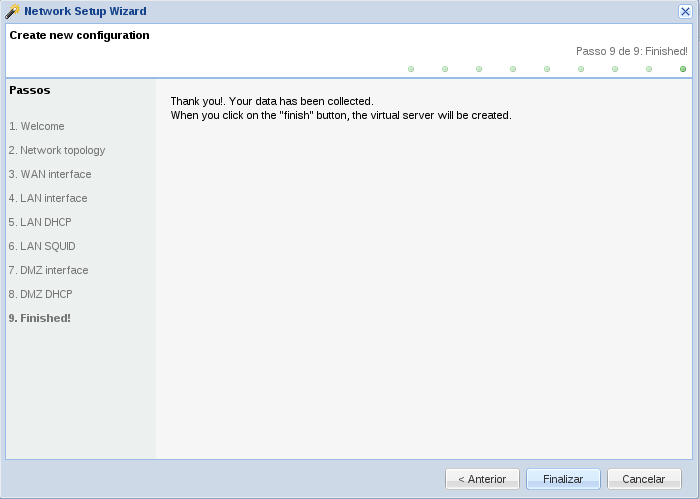 Network Setup Wizard
Create new configuration
Passo 9 de 9: Finished!
Passos
1. Welcome
2. Network topology
3. WAN interface
4. LAN interface
5. LAN DHCP
6. LAN SQUID
7. DMZ interface
8. DMZ DHCP
9. Finished!
Thank you!. Your data has been collected.
When you click on the "finish" button, the virtual server will be created.
< Anterior
Finalizar
Cancelar